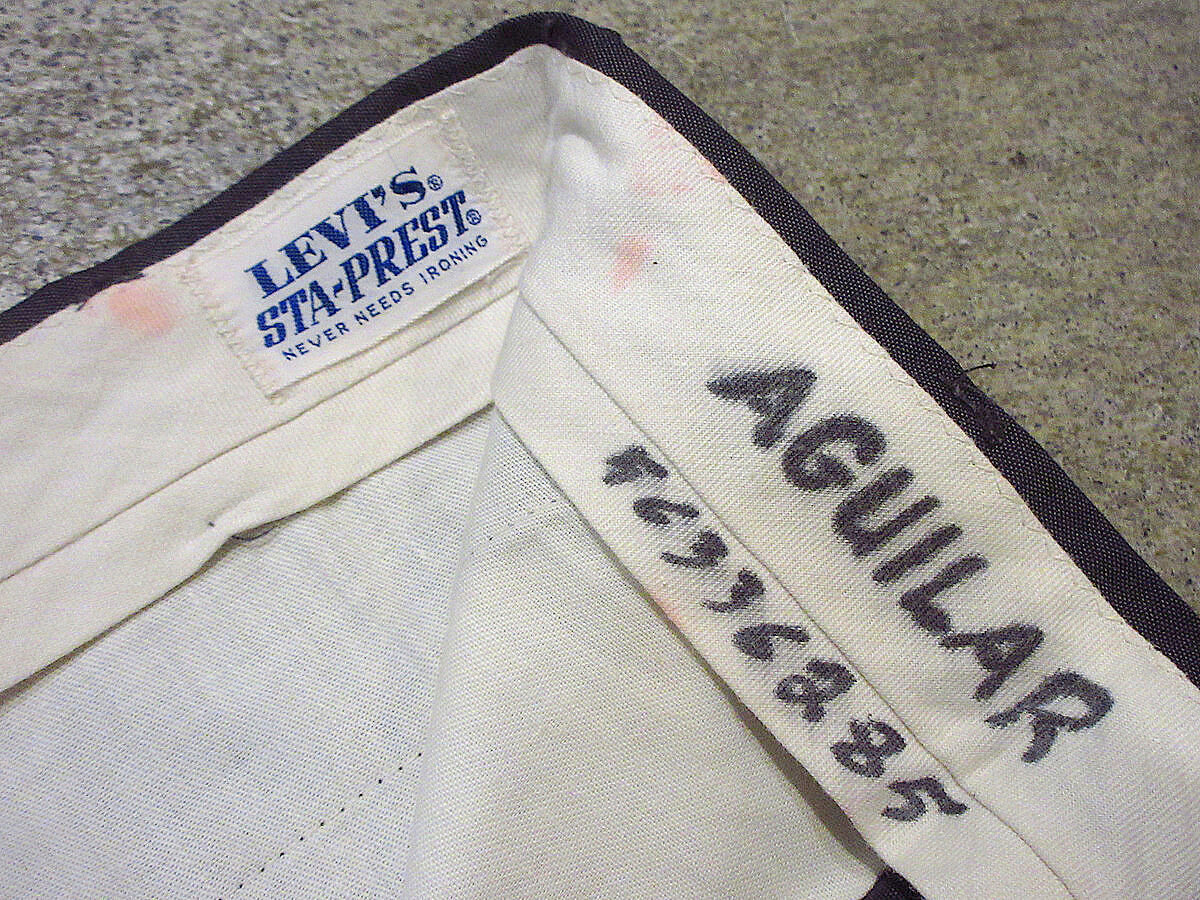 LEVI'S®
STA-PREST®
NEVER NEEDS IRONING
AGUILAR